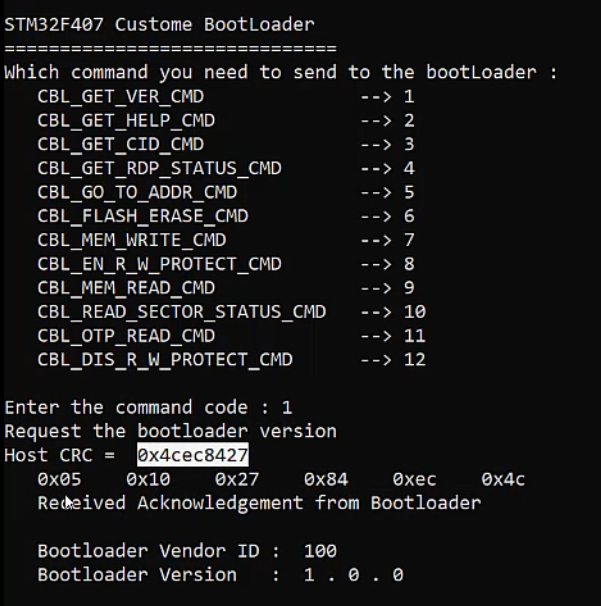 STM32F407 Custome BootLoader
==============================
Which command you need to send to the bootLoader :
CBL_GET_VER_CMD --> 1
CBL_GET_HELP_CMD --> 2
CBL_GET_CID_CMD --> 3
CBL_GET_RDP_STATUS_CMD --> 4
CBL_GO_TO_ADDR_CMD --> 5
CBL_FLASH_ERASE_CMD --> 6
CBL_MEM_WRITE_CMD --> 7
CBL_EN_R_W_PROTECT_CMD --> 8
CBL_MEM_READ_CMD --> 9
CBL_READ_SECTOR_STATUS_CMD --> 10
CBL_OTP_READ_CMD --> 11
CBL_DIS_R_W_PROTECT_CMD --> 12
Enter the command code : 1
Request the bootloader version
Host CRC = 0x4cec8427
0x05 0x10 0x27 0x84 0xec 0x4c
Received Acknowledgement from Bootloader
Bootloader Vendor ID : 100
Bootloader Version : 1 . 0 . 0